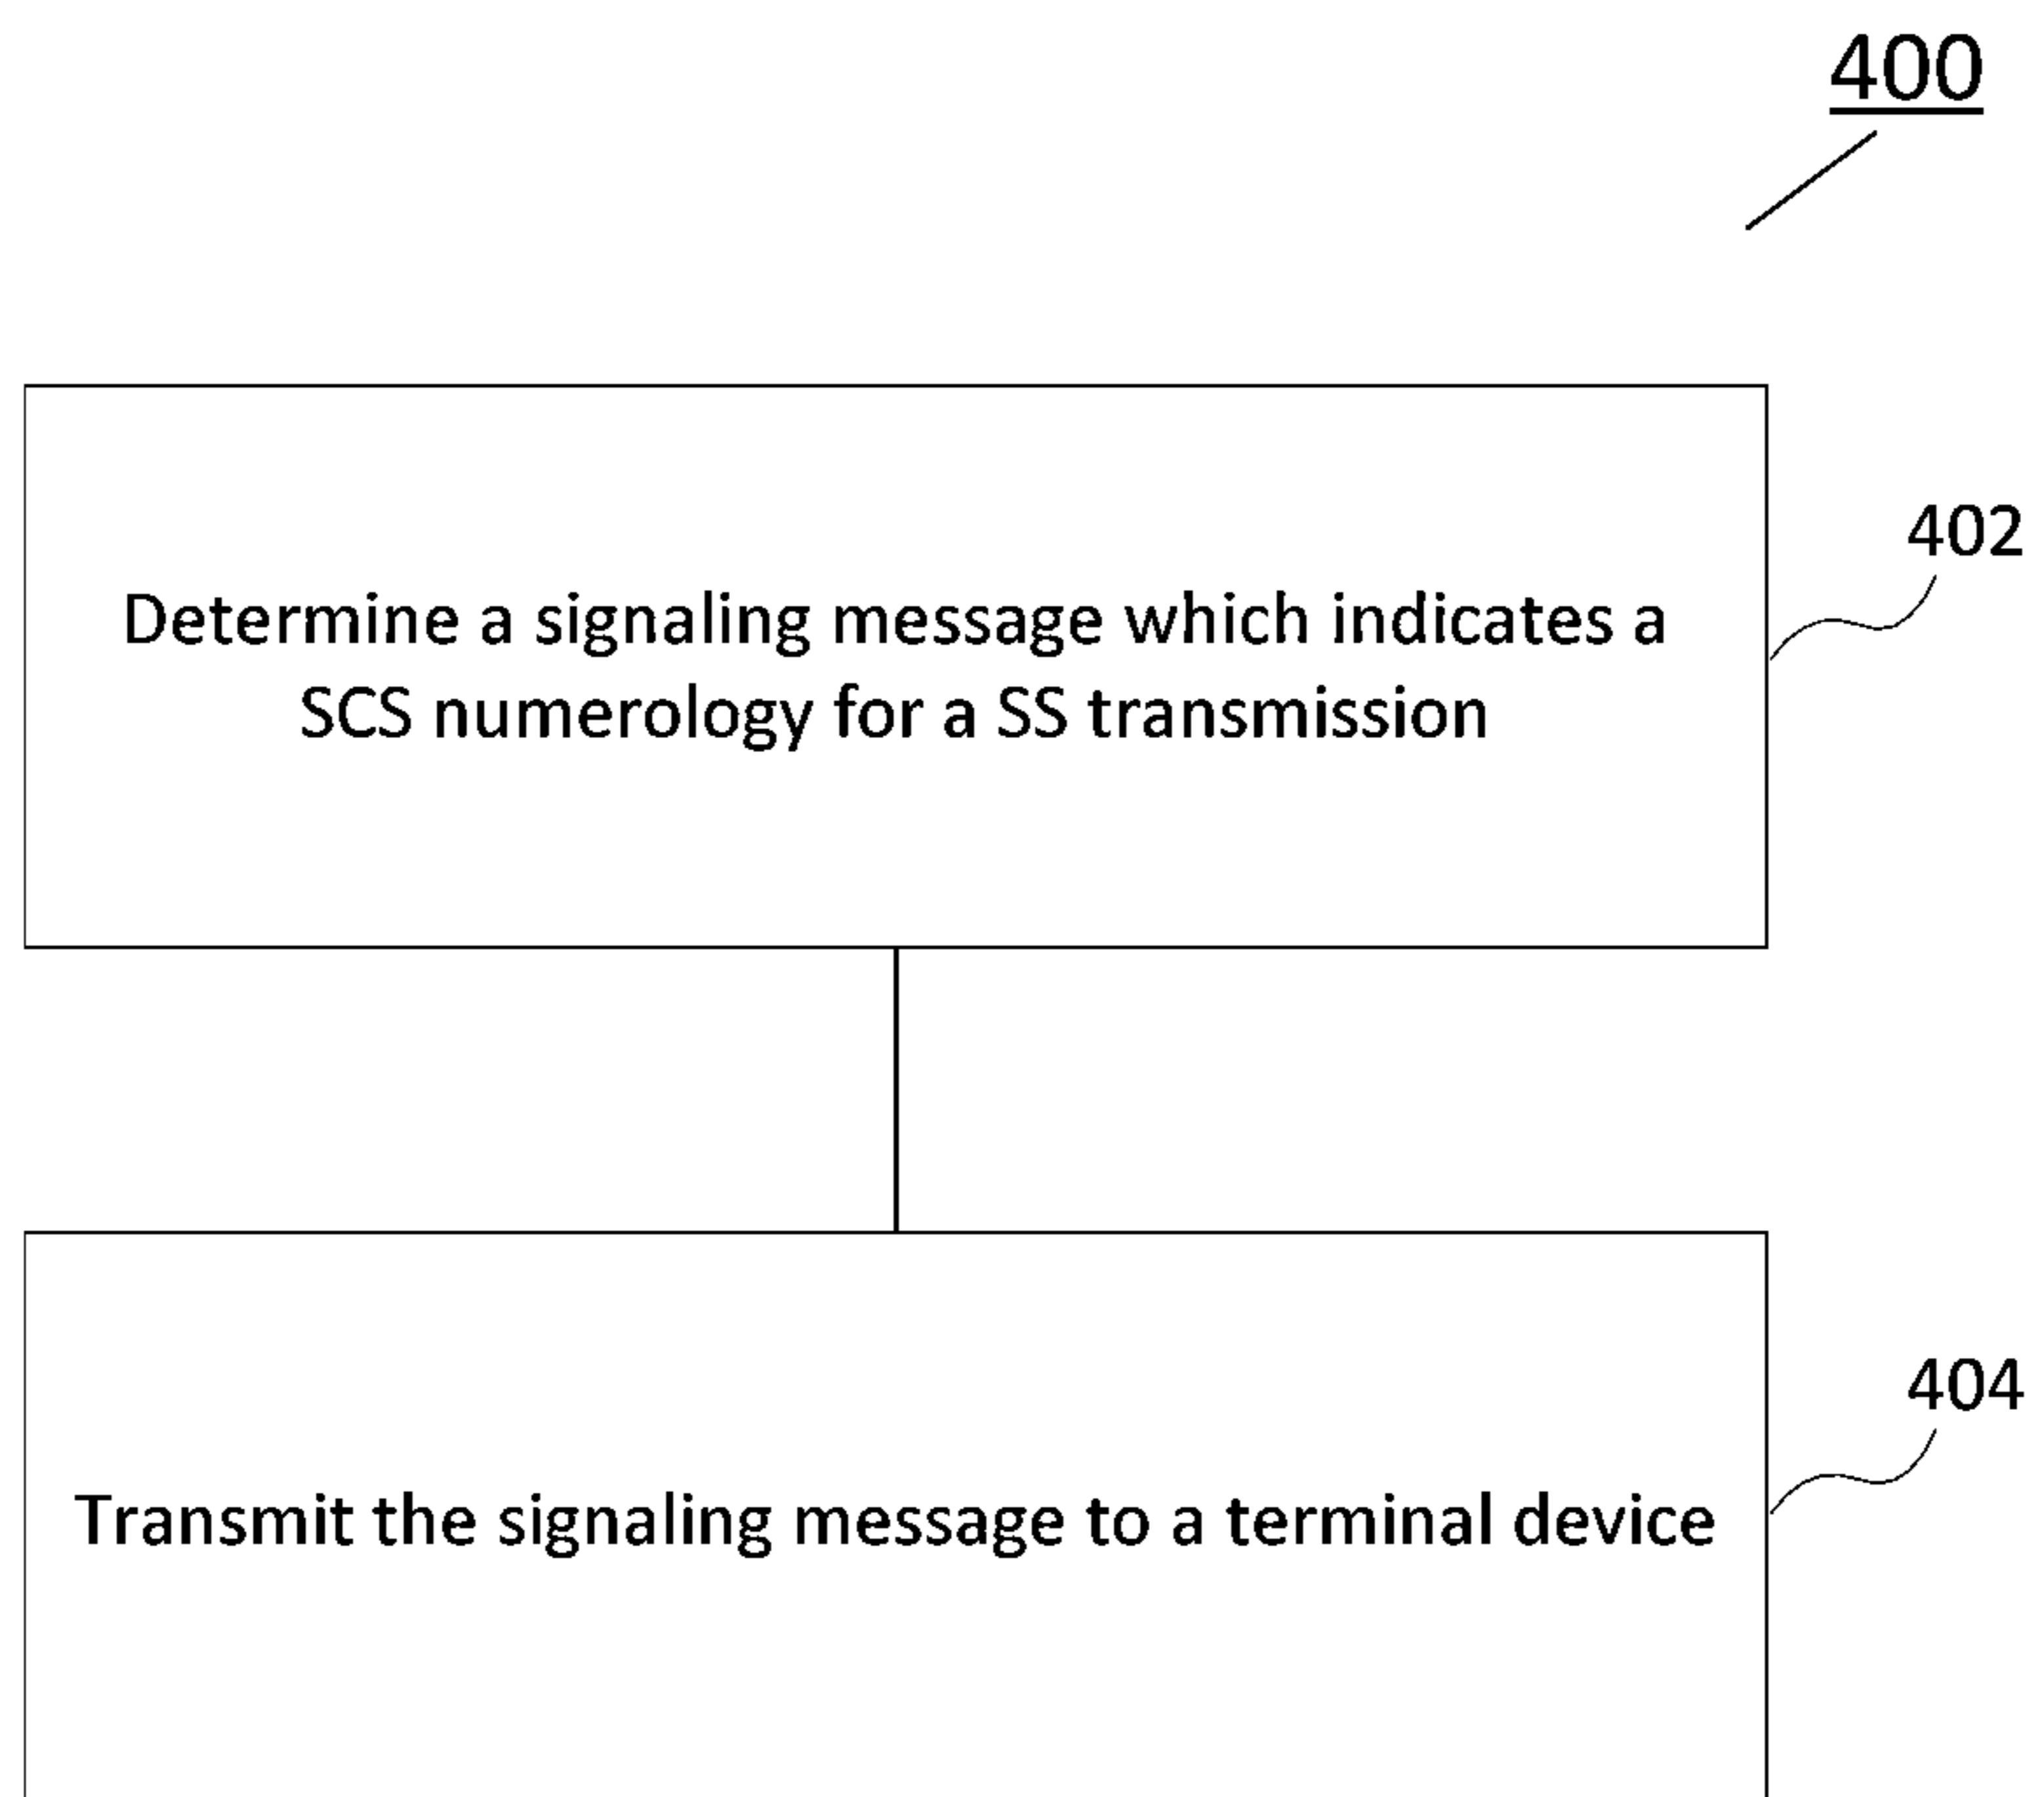 400
402
Determine a signaling message which indicates a
SCS numerology for a SS transmission
404
Transmit the signaling message to a terminal device